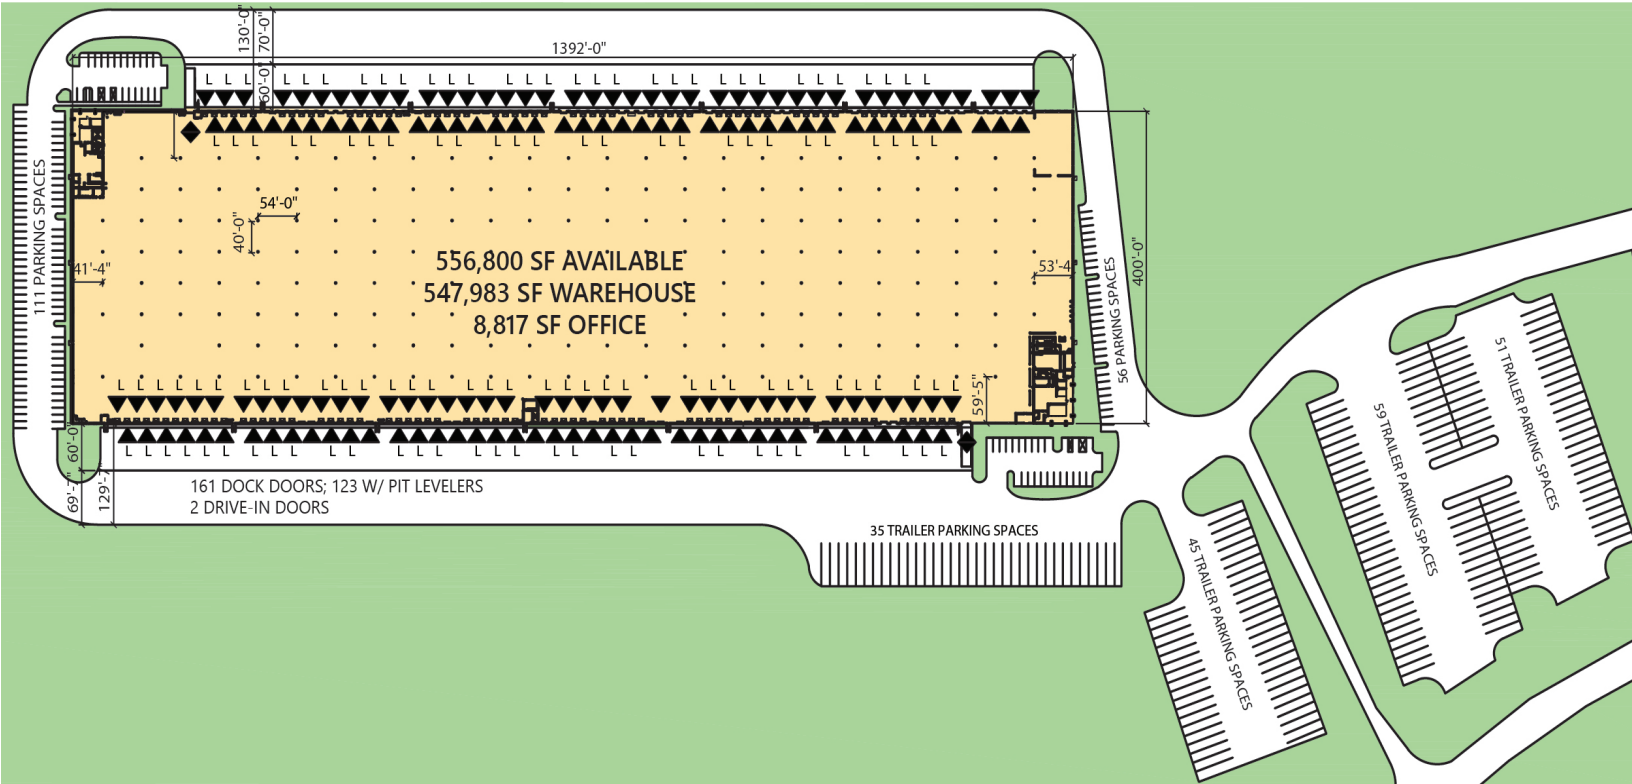 130'-0"
70'-0"
60'-0"
1392'-0"
111 PARKING SPACES
54'-0"
40'-0"
41'-4"
556,800 SF AVAILABLE
547,983 SF WAREHOUSE
8,817 SF OFFICE
53'-4
400'-0"
56 PARKING SPACES
59'-5"
60'-0"
69'-7"
129'-7
161 DOCK DOORS; 123 W/ PIT LEVELERS
2 DRIVE-IN DOORS
35 TRAILER PARKING SPACES
45 TRAILER PARKING SPACES
59 TRAILER PARKING SPACES
51 TRAILER PARKING SPACES